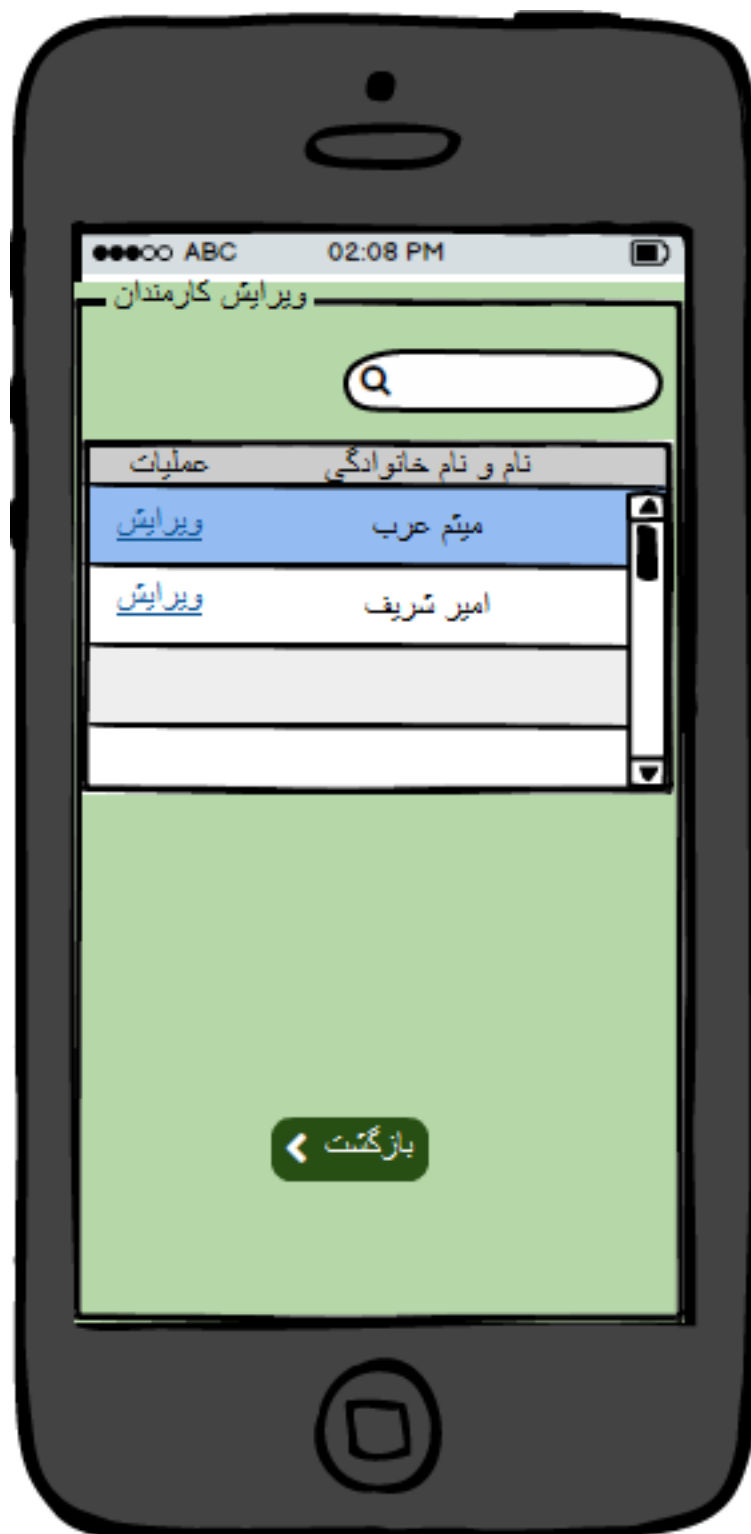 ABC 02:08 PM
ویرایش کارمندان
نام و نام خانوادگی عملیات
میثم عرب ویرایش
امیر شریف ویرایش
بازگشت